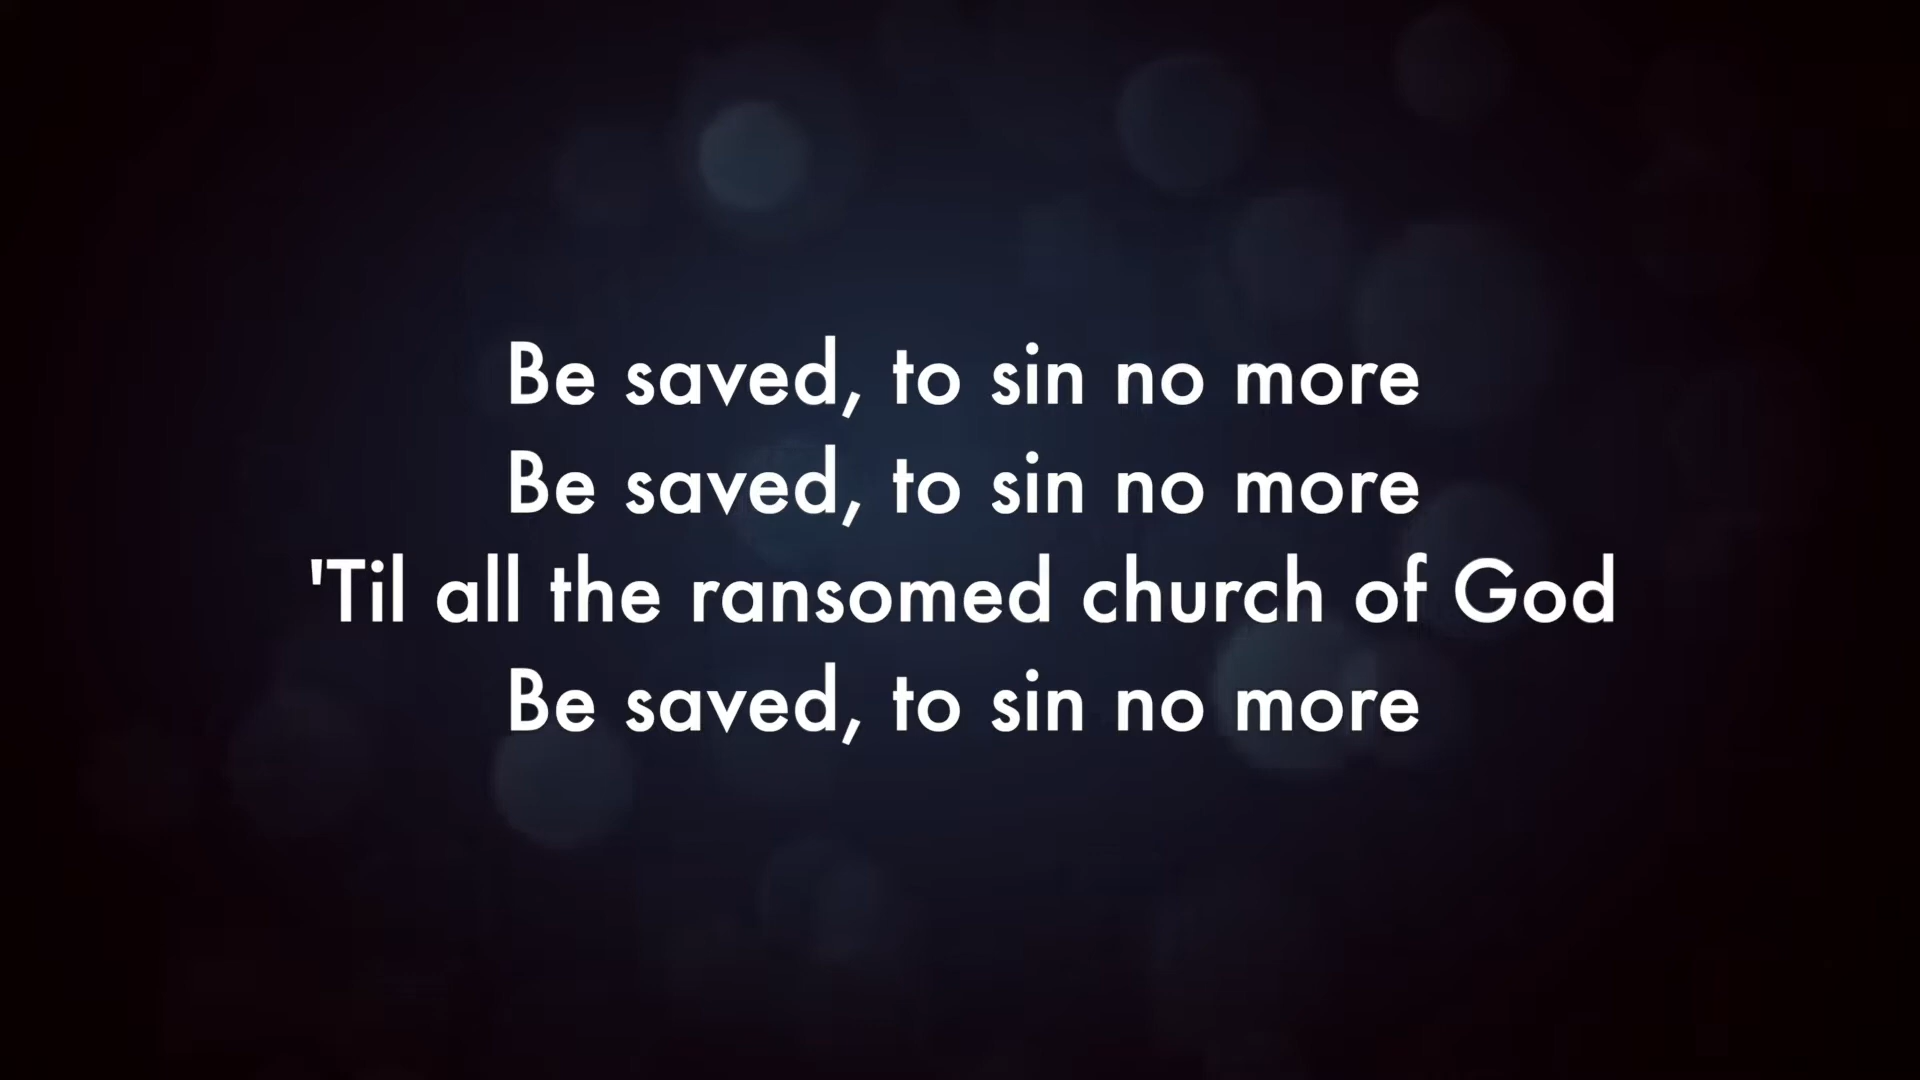 Be saved, to sin no more
Be saved, to sin no more
'Til all the ransomed church of God
Be saved, to sin no more